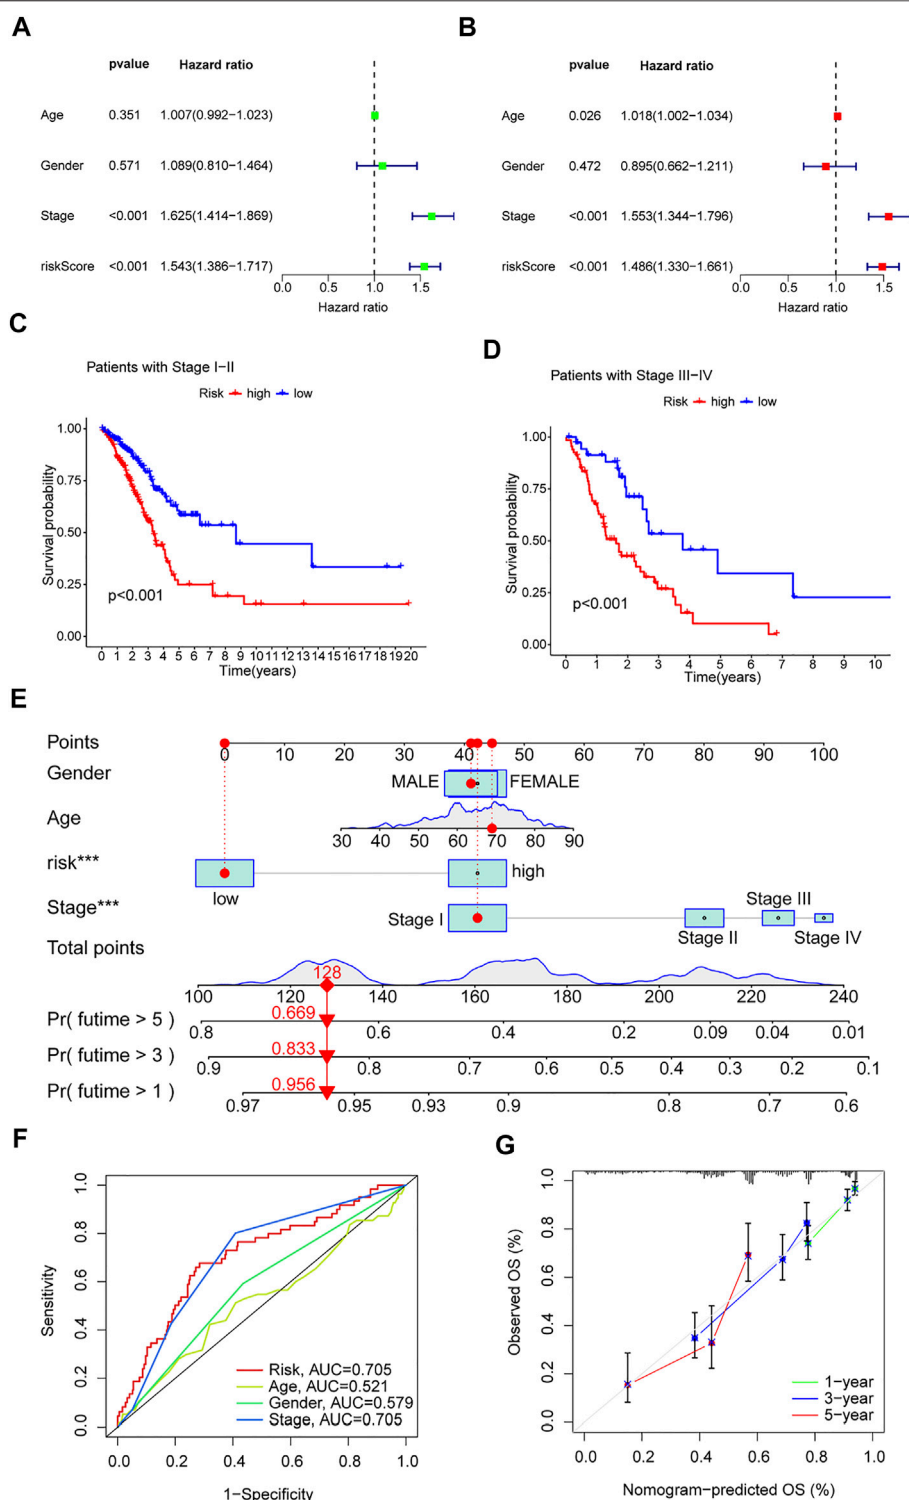 A
pvalue Hazard ratio
Age 0.351 1.007(0.992−1.023)
Gender 0.571 1.089(0.810−1.464)
Stage <0.001 1.625(1.414−1.869)
riskScore <0.001 1.543(1.386−1.717)
0.0 0.5 1.0 1.5
Hazard ratio
B
pvalue Hazard ratio
Age 0.026 1.018(1.002−1.034)
Gender 0.472 0.895(0.662−1.211)
Stage <0.001 1.553(1.344−1.796)
riskScore <0.001 1.486(1.330−1.661)
0.0 0.5 1.0 1.5
Hazard ratio
C
Patients with Stage I−II
Risk high low
Survival probability
1.00
0.75
0.50
0.25
0.00
p<0.001
0 1 2 3 4 5 6 7 8 9 10 11 12 13 14 15 16 17 18 19 20
Time(years)
D
Patients with Stage III−IV
Risk high low
Survival probability
1.00
0.75
0.50
0.25
0.00
p<0.001
0 1 2 3 4 5 6 7 8 9 10
Time(years)
E
Points
0 10 20 30 40 50 60 70 80 90 100
Gender
MALE FEMALE
Age
30 40 50 60 70 80 90
risk***
low high
Stage***
Stage I Stage II Stage III Stage IV
Total points
128
100 120 140 160 180 200 220 240
Pr( futime > 5 ) 0.669
0.8 0.6 0.4 0.2 0.09 0.04 0.01
Pr( futime > 3 ) 0.833
0.9 0.8 0.7 0.6 0.5 0.4 0.3 0.2 0.1
Pr( futime > 1 ) 0.956
0.97 0.95 0.93 0.9 0.8 0.7 0.6
F
Sensitivity
1.0
0.8
0.6
0.4
0.2
0.0
Risk, AUC=0.705
Age, AUC=0.521
Gender, AUC=0.579
Stage, AUC=0.705
0.0 0.2 0.4 0.6 0.8 1.0
1−Specificity
G
Observed OS (%)
1.0
0.8
0.6
0.4
0.2
0.0
1−year
3−year
5−year
0.0 0.2 0.4 0.6 0.8 1.0
Nomogram−predicted OS (%)